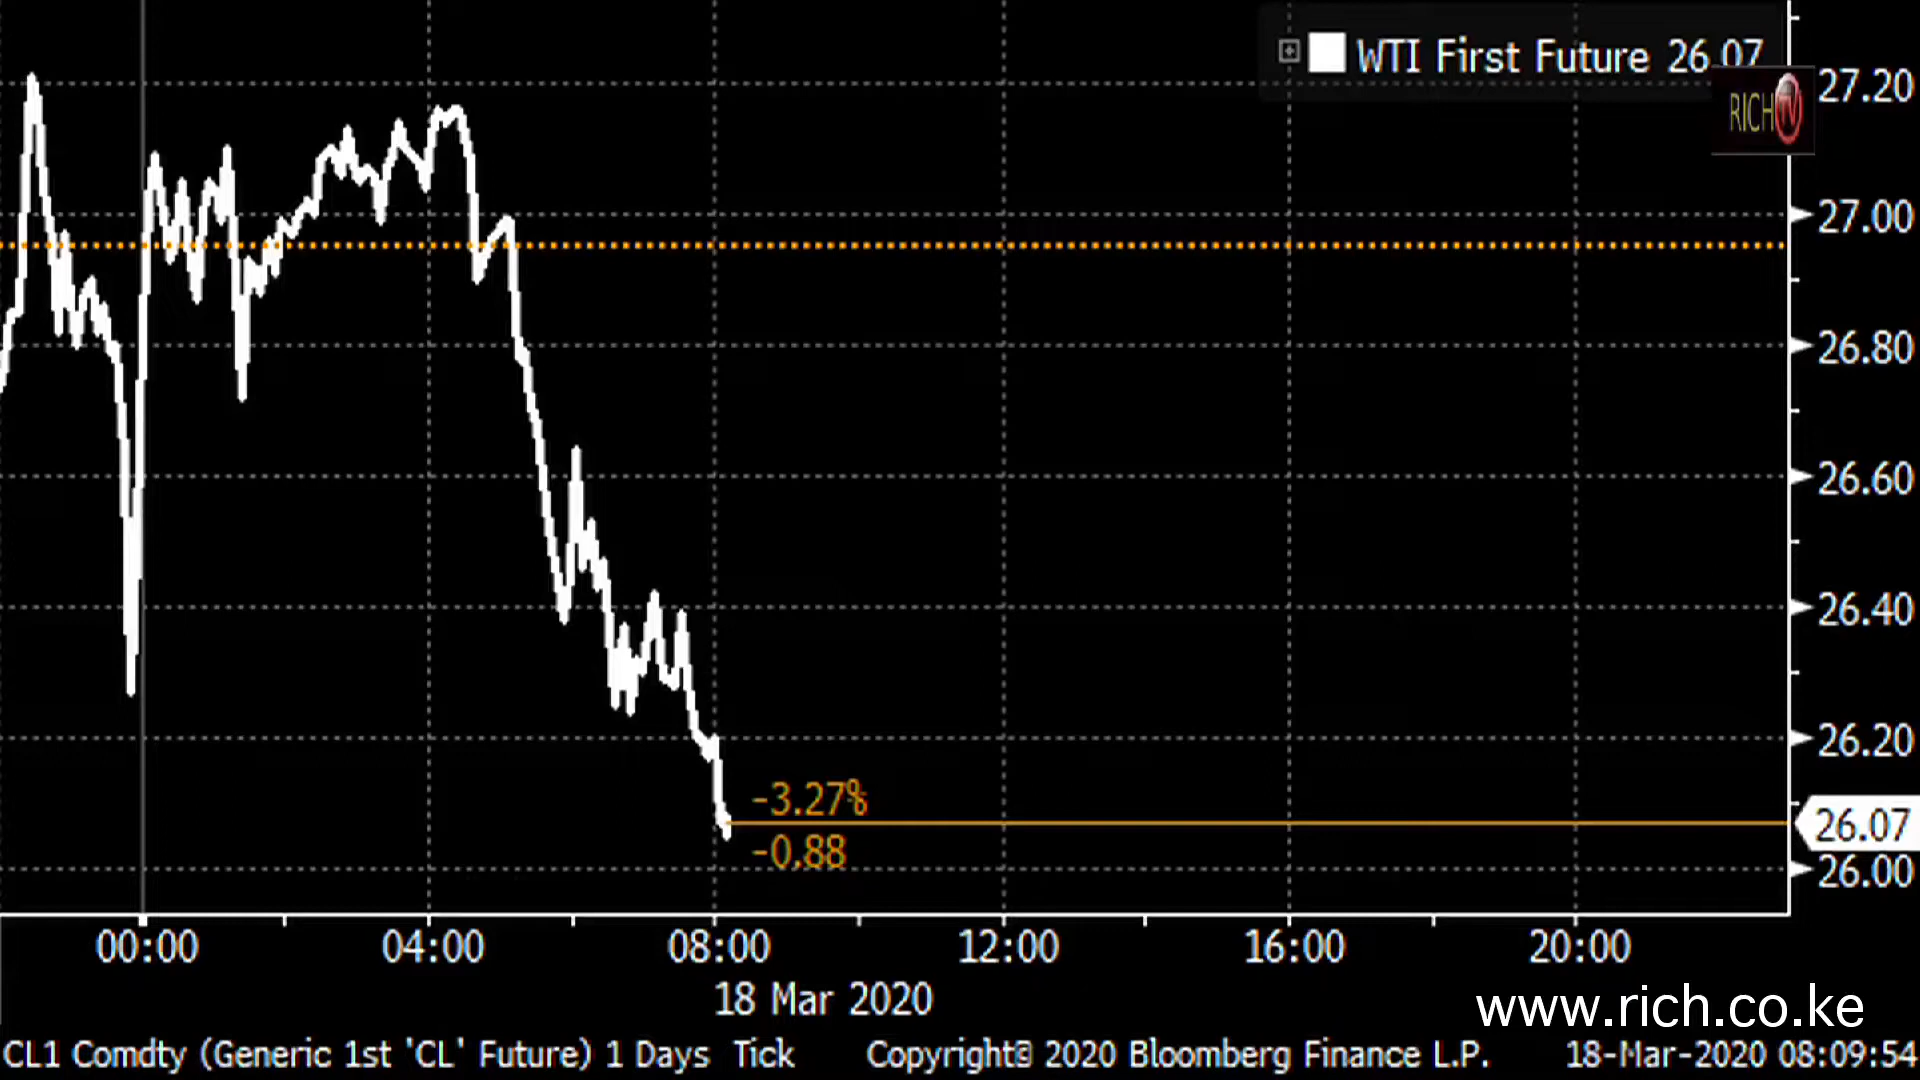 WTI First Future 26.07
RICH TV
27.20
27.00
26.80
26.60
26.40
26.20
-3.27%
26.07
-0.88
26.00
00:00 04:00 08:00 12:00 16:00 20:00
18 Mar 2020
www.rich.co.ke
CL1 Comdty (Generic 1st 'CL' Future) 1 Days Tick Copyright© 2020 Bloomberg Finance L.P. 18-Mar-2020 08:09:54